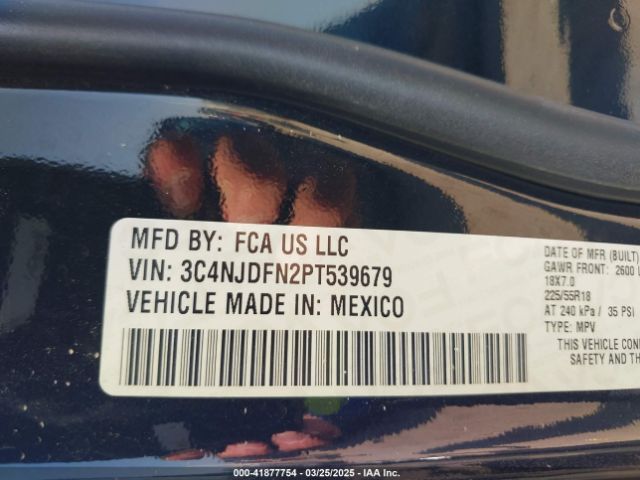 MFD BY: FCA US LLC
VIN: 3C4NJDFN2PT539679
VEHICLE MADE IN: MEXICO
DATE OF MFR (BUILT)
GAWR FRONT: 2600 L
18X7.0
225/55R18
AT 240 kPa / 35 PSI
TYPE: MPV
THIS VEHICLE CON
SAFETY AND TH
000-41877754 - 03/25/2025 - IAA Inc.